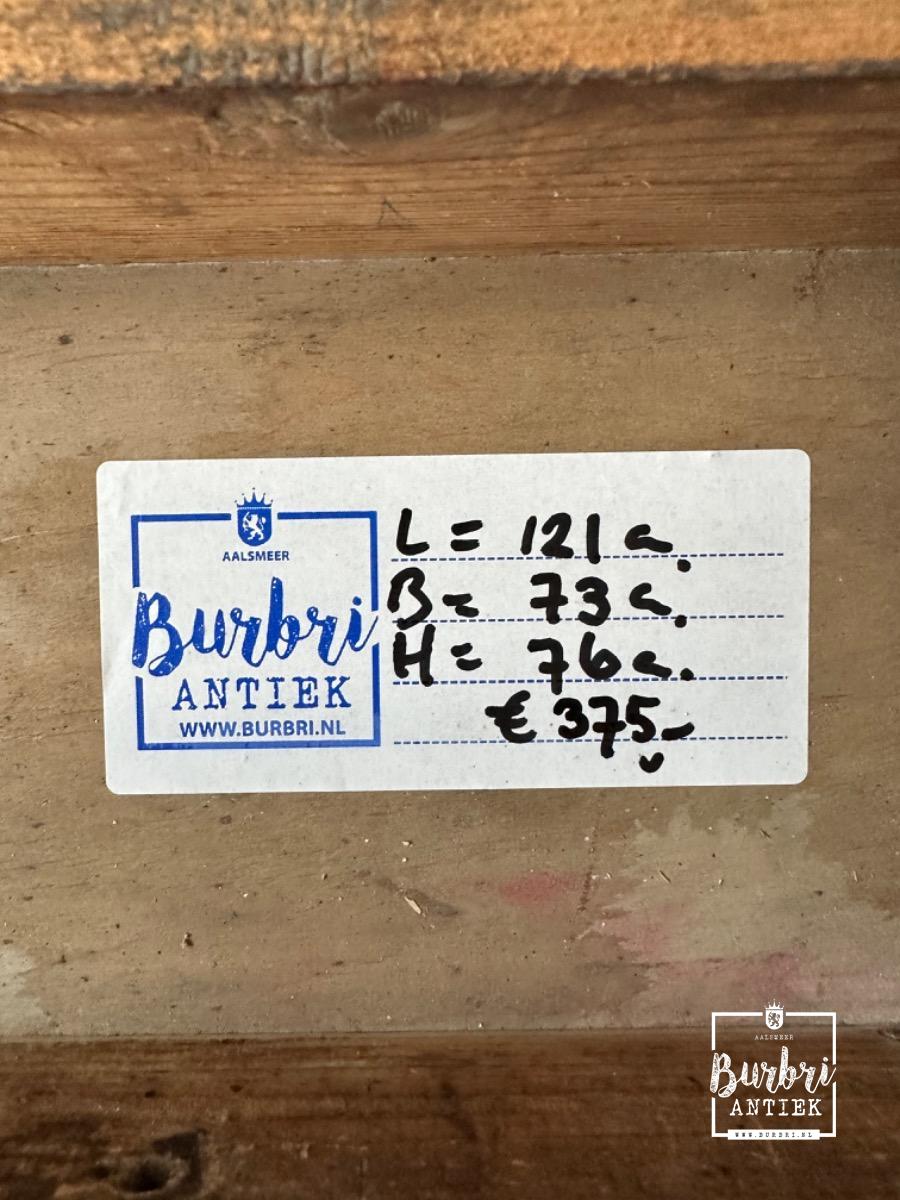 AALSMEER
Burbri
ANTIEK
WWW.BURBRI.NL
L = 121 c.
B = 73 c.
H = 76 c.
€ 375,-
AALSMEER
Burbri
ANTIEK
WWW.BURBRI.NL